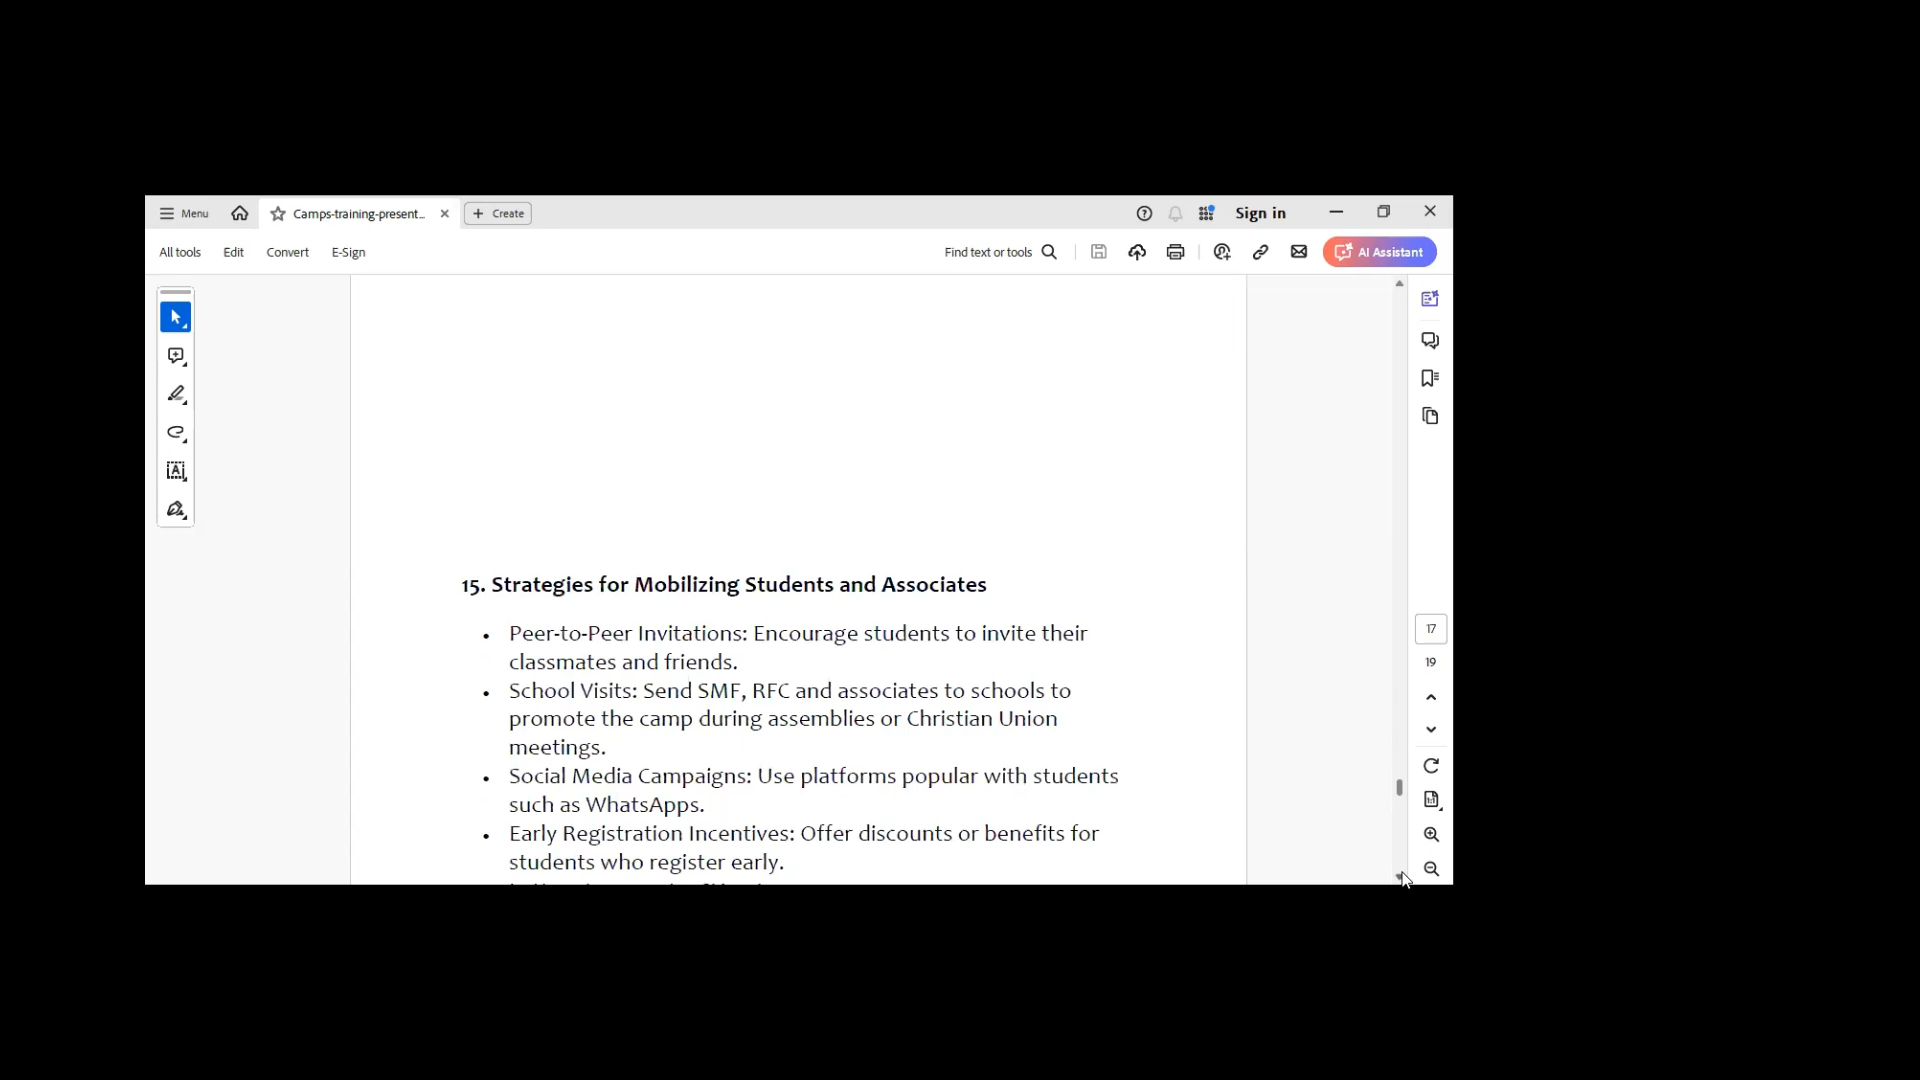 Menu
Camps-training-present...
Create
Sign in
All tools
Edit
Convert
E-Sign
Find text or tools
AI Assistant
15. Strategies for Mobilizing Students and Associates
• Peer-to-Peer Invitations: Encourage students to invite their
classmates and friends.
• School Visits: Send SMF, RFC and associates to schools to
promote the camp during assemblies or Christian Union
meetings.
• Social Media Campaigns: Use platforms popular with students
such as WhatsApps.
• Early Registration Incentives: Offer discounts or benefits for
students who register early.
17
19